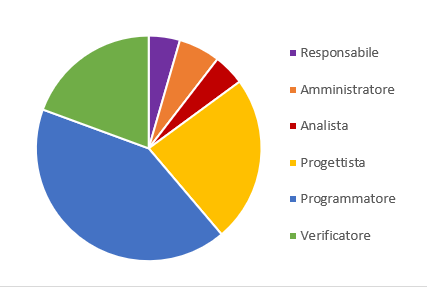 Responsabile
Amministratore
Analista
Progettista
Programmatore
Verificatore